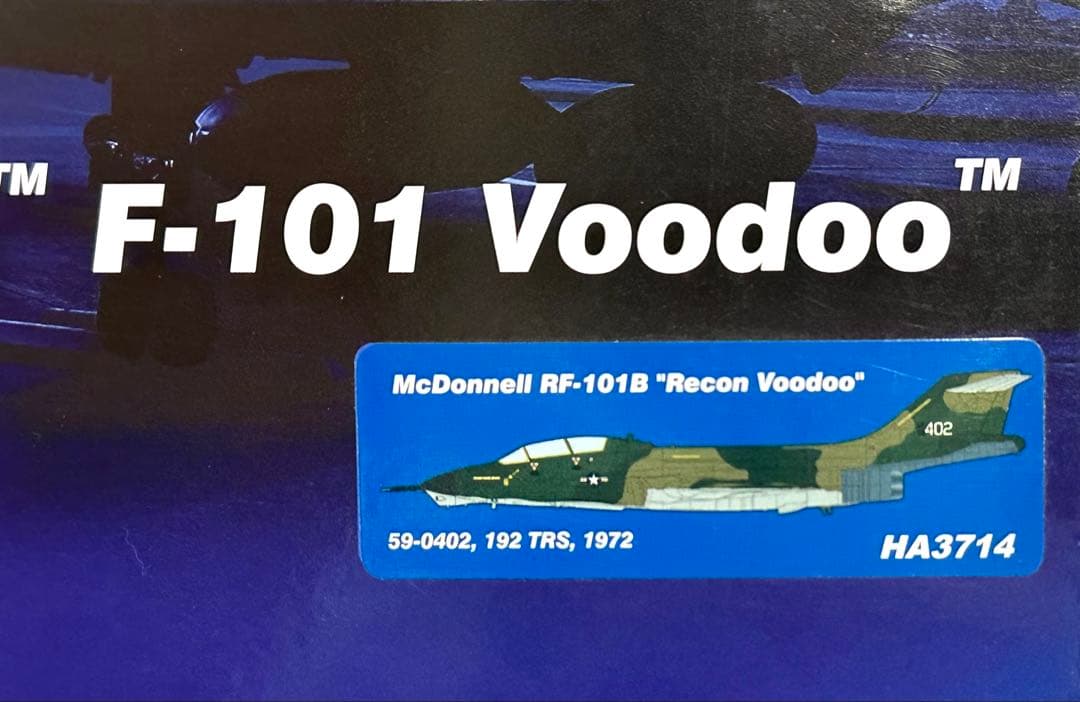 TM
F-101 Voodoo TM
McDonnell RF-101B "Recon Voodoo"
402
59-0402, 192 TRS, 1972
HA3714